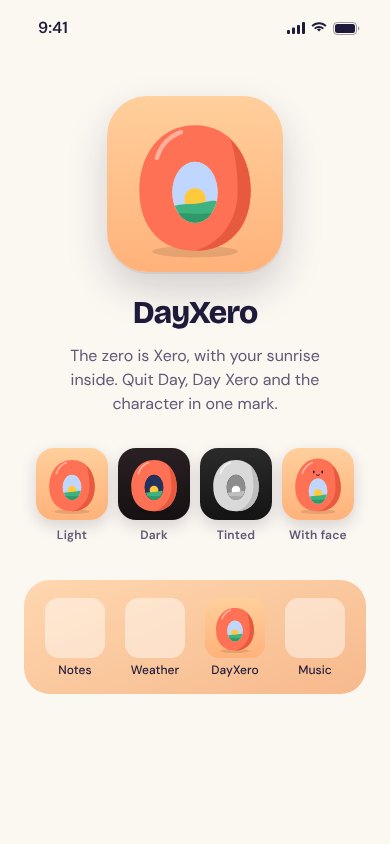 9:41
DayXero
The zero is Xero, with your sunrise
inside. Quit Day, Day Xero and the
character in one mark.
Light
Dark
Tinted
With face
Notes
Weather
DayXero
Music